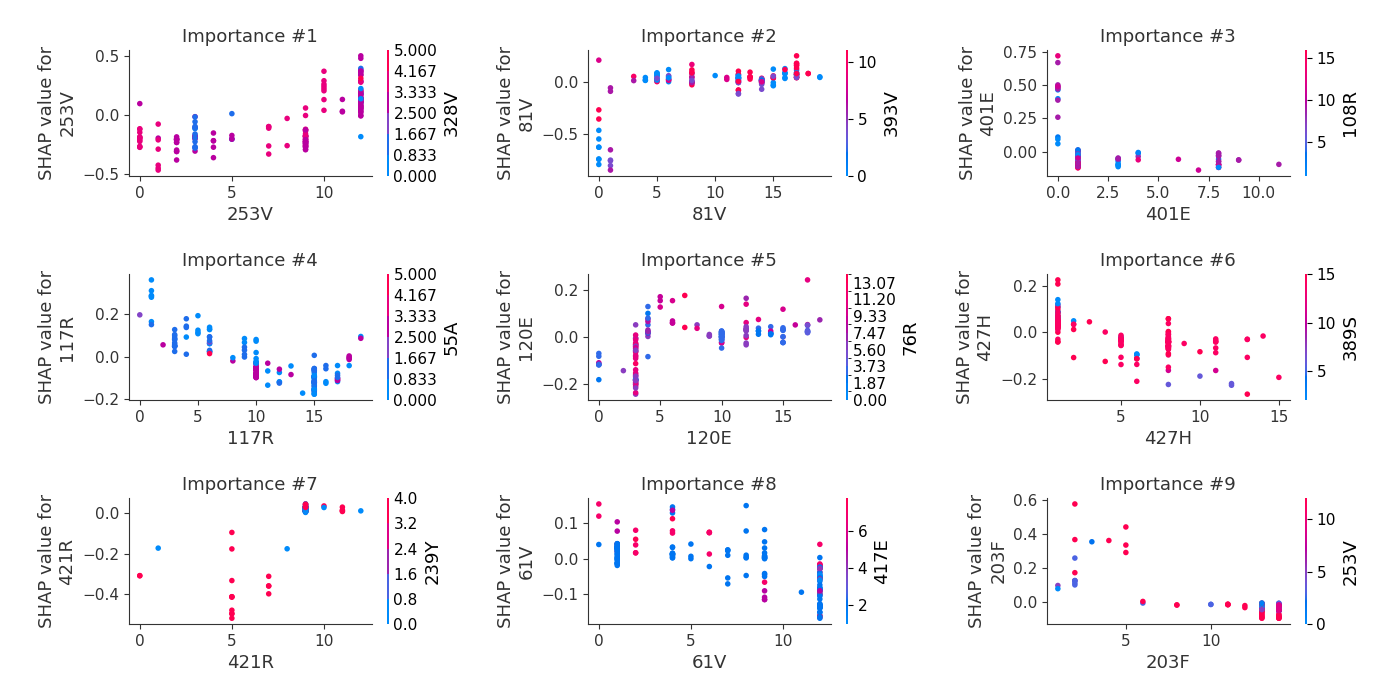 Importance #1
SHAP value for
253V
0.5
0.0
−0.5
0
5
10
253V
5.000
4.167
3.333
2.500
1.667
0.833
0.000
328V
Importance #2
SHAP value for
81V
0.0
−0.5
0
5
10
15
81V
10
5
0
393V
Importance #3
SHAP value for
401E
0.75
0.50
0.25
0.00
0.0
2.5
5.0
7.5
10.0
401E
15
10
5
108R
Importance #4
SHAP value for
117R
0.2
0.0
−0.2
0
5
10
15
117R
5.000
4.167
3.333
2.500
1.667
0.833
0.000
55A
Importance #5
SHAP value for
120E
0.2
0.0
−0.2
0
5
10
15
120E
13.07
11.20
9.33
7.47
5.60
3.73
1.87
0.00
76R
Importance #6
SHAP value for
427H
0.2
0.0
−0.2
5
10
15
427H
15
10
5
389S
Importance #7
SHAP value for
421R
0.0
−0.2
−0.4
0
5
10
421R
4.0
3.2
2.4
1.6
0.8
0.0
239Y
Importance #8
SHAP value for
61V
0.1
0.0
−0.1
0
5
10
61V
6
4
2
417E
Importance #9
SHAP value for
203F
0.6
0.4
0.2
0.0
5
10
203F
10
5
0
253V